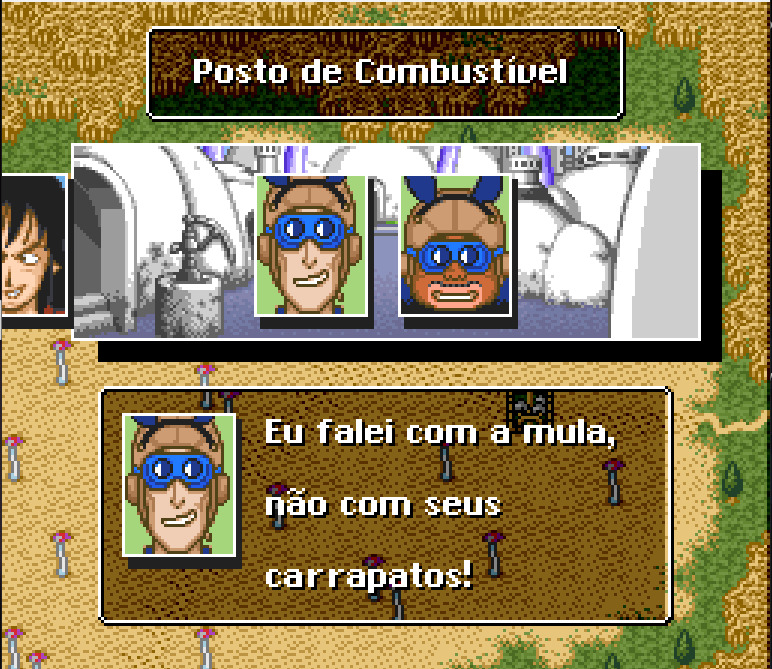 Posto de Combustível
Eu falei com a mula,
não com seus
carrapatos!